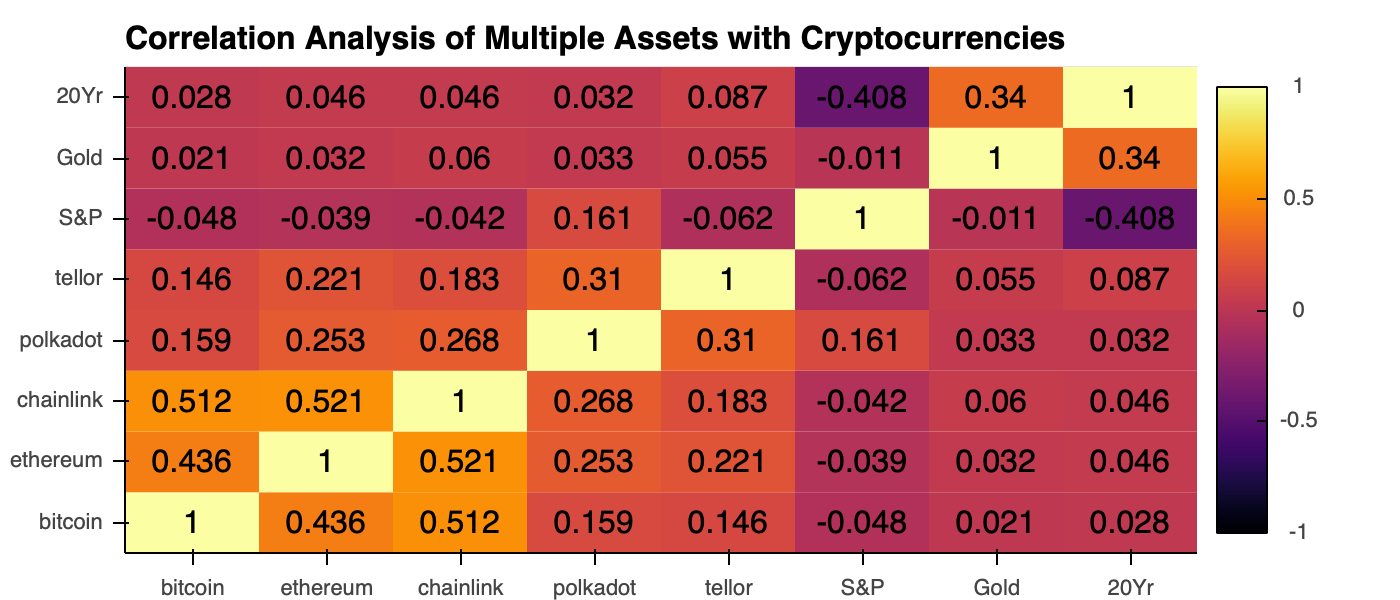 Correlation Analysis of Multiple Assets with Cryptocurrencies
20Yr 0.028 0.046 0.046 0.032 0.087 -0.408 0.34 1
Gold 0.021 0.032 0.06 0.033 0.055 -0.011 1 0.34
S&P -0.048 -0.039 -0.042 0.161 -0.062 1 -0.011 -0.408
tellor 0.146 0.221 0.183 0.31 1 -0.062 0.055 0.087
polkadot 0.159 0.253 0.268 1 0.31 0.161 0.033 0.032
chainlink 0.512 0.521 1 0.268 0.183 -0.042 0.06 0.046
ethereum 0.436 1 0.521 0.253 0.221 -0.039 0.032 0.046
bitcoin 1 0.436 0.512 0.159 0.146 -0.048 0.021 0.028
bitcoin ethereum chainlink polkadot tellor S&P Gold 20Yr
1
0.5
0
-0.5
-1